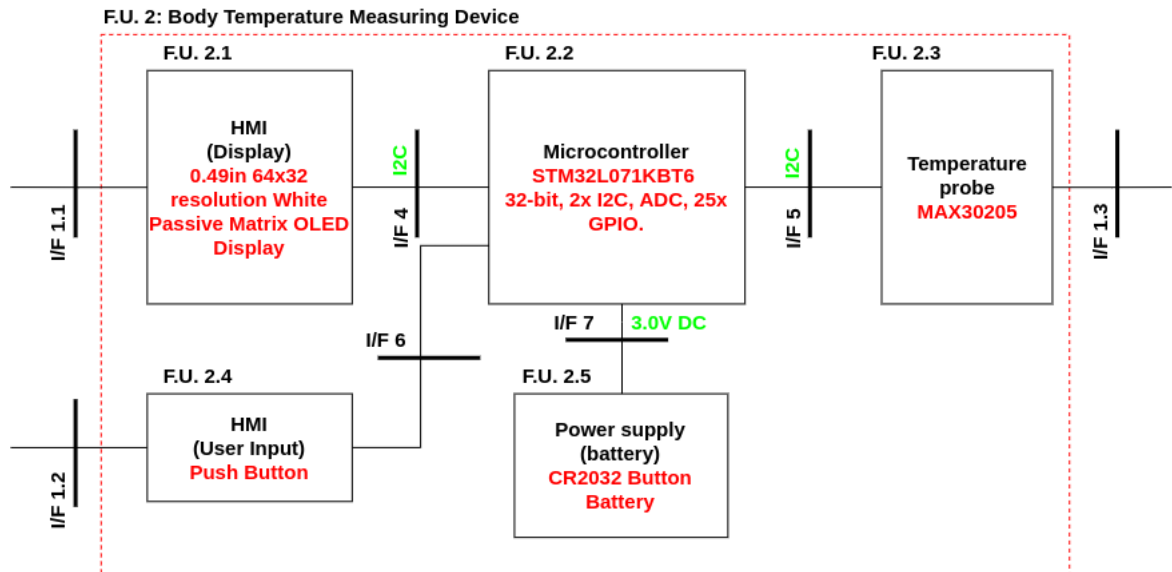 F.U. 2: Body Temperature Measuring Device
F.U. 2.1
HMI
(Display)
0.49in 64x32
resolution White
Passive Matrix OLED
Display
F.U. 2.2
Microcontroller
STM32L071KBT6
32-bit, 2x I2C, ADC, 25x
GPIO.
F.U. 2.3
Temperature
probe
MAX30205
I/F 1.1
I2C
I/F 4
I2C
I/F 5
I/F 1.3
I/F 6
I/F 7
3.0V DC
F.U. 2.4
HMI
(User Input)
Push Button
I/F 1.2
F.U. 2.5
Power supply
(battery)
CR2032 Button
Battery